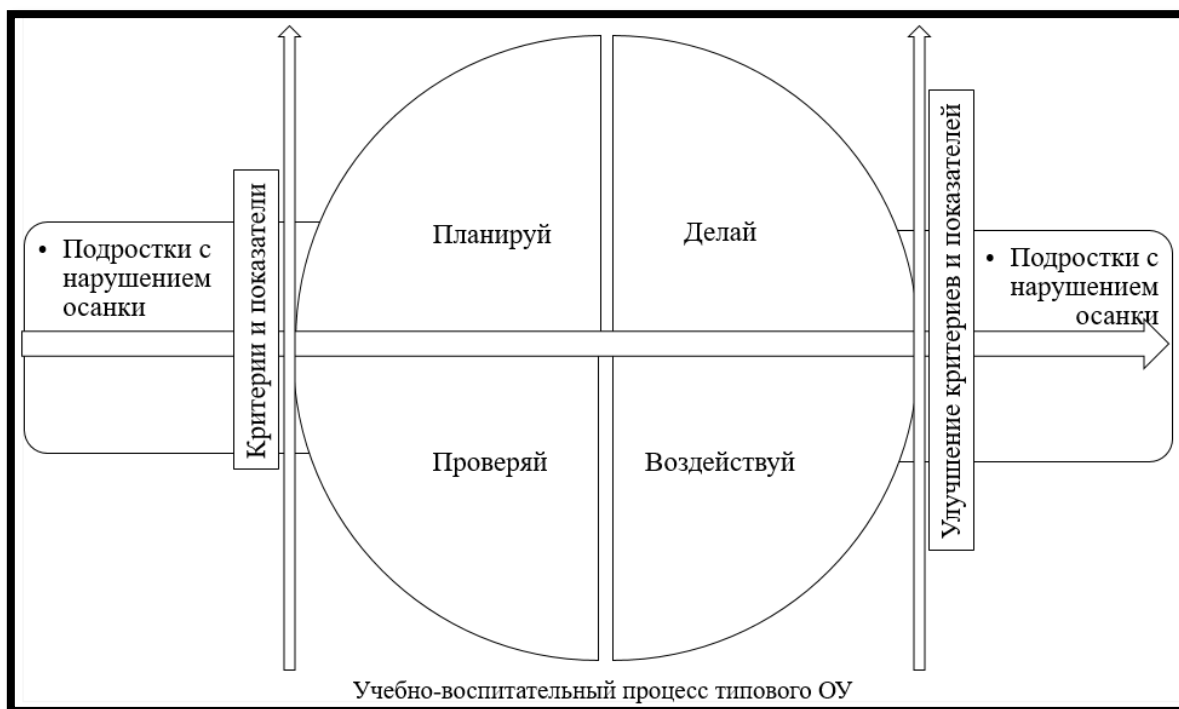 • Подростки с
нарушением
осанки
Критерии и показатели
Планируй
Делай
Проверяй
Воздействуй
Улучшение критериев и показателей
• Подростки с
нарушением
осанки
Учебно-воспитательный процесс типового ОУ